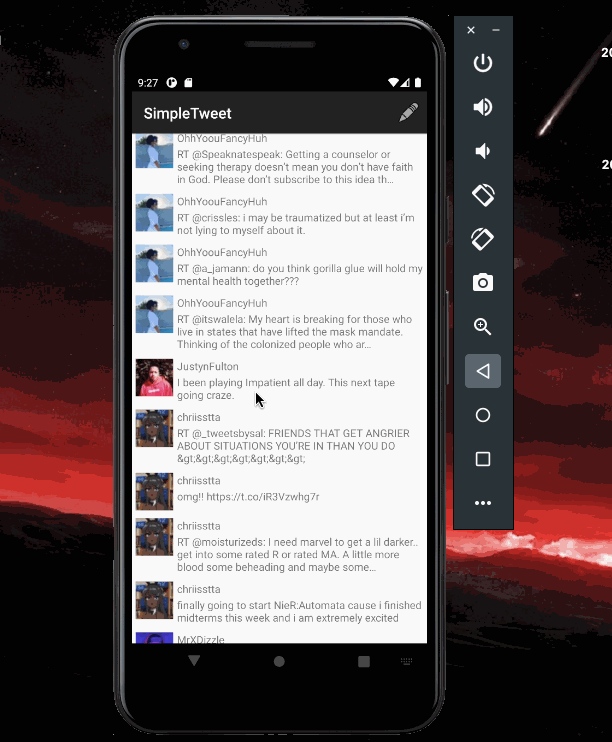 9:27
SimpleTweet
OhhYoouFancyHuh
RT @Speaknatespeak: Getting a counselor or
seeking therapy doesn't mean you don't have faith
in God. Please don't subscribe to this idea th...
OhhYoouFancyHuh
RT @crissles: i may be traumatized but at least i'm
not lying to myself about it.
OhhYoouFancyHuh
RT @a_jamann: do you think gorilla glue will hold my
mental health together???
OhhYoouFancyHuh
RT @itswalela: My heart is breaking for those who
live in states that have lifted the mask mandate.
Thinking of the colonized people who ar...
JustynFulton
I been playing Impatient all day. This next tape
going craze.
chriisstta
RT @_tweetsbysal: FRIENDS THAT GET ANGRIER
ABOUT SITUATIONS YOU'RE IN THAN YOU DO
&gt;&gt;&gt;&gt;&gt;&gt;&gt;
chriisstta
omg!! https://t.co/iR3Vzwhg7r
chriisstta
RT @moisturizeds: I need marvel to get a lil darker..
get into some rated R or rated MA. A little more
blood some beheading and maybe some...
chriisstta
finally going to start NieR:Automata cause i finished
midterms this week and i am extremely excited
MrXDizzle
20
20